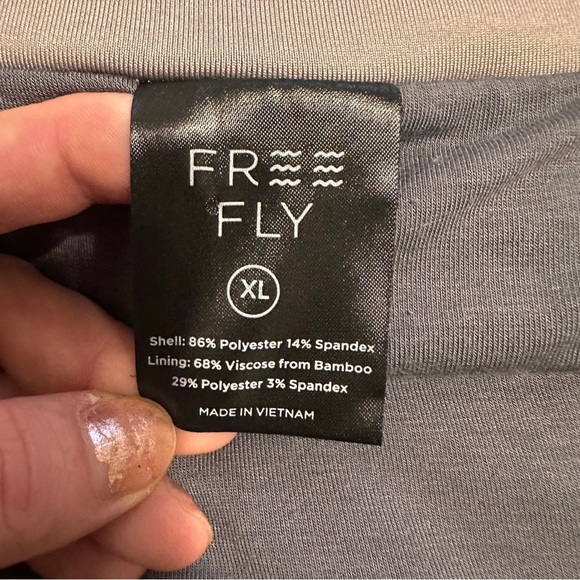 FREE
FLY
XL
Shell: 86% Polyester 14% Spandex
Lining: 68% Viscose from Bamboo
29% Polyester 3% Spandex
MADE IN VIETNAM